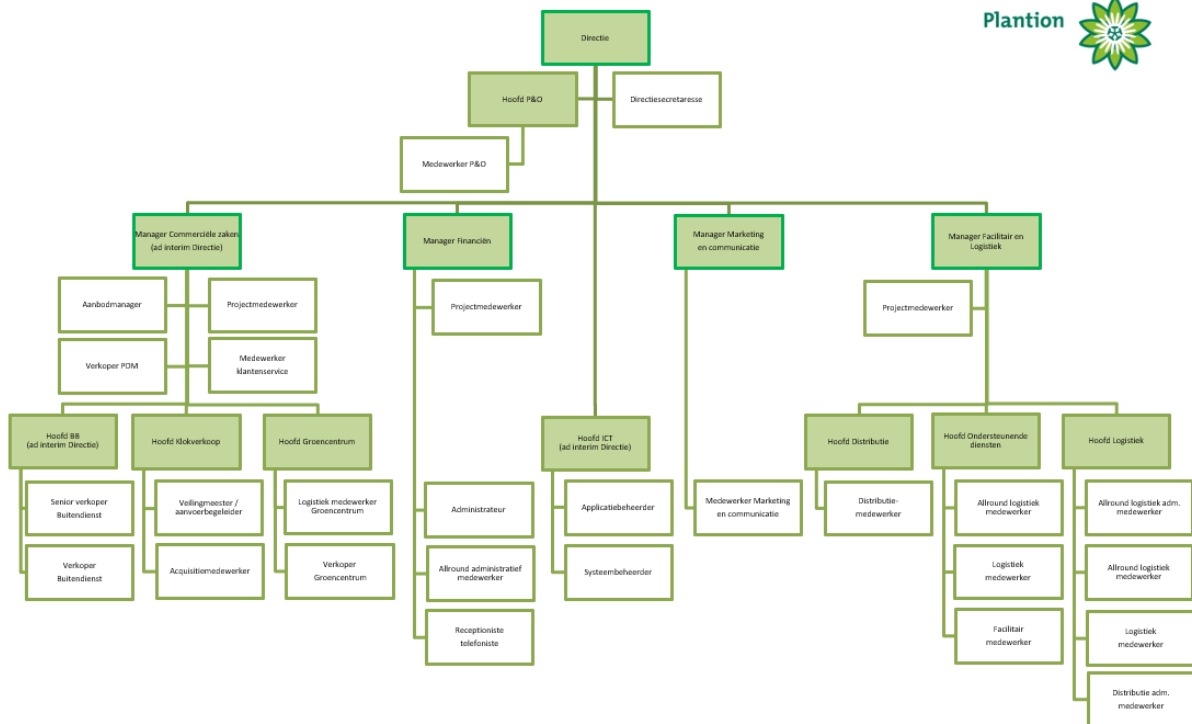 Plantion
Directie
Hoofd P&O
Directiesecretaresse
Medewerker P&O
Manager Commerciële zaken
(ad interim Directie)
Manager Financiën
Manager Marketing
en communicatie
Manager Facilitair en
Logistiek
Aanbodmanager
Projectmedewerker
Projectmedewerker
Projectmedewerker
Verkoper POM
Medewerker
klantenservice
Hoofd BB
(ad interim Directie)
Hoofd Klokverkoop
Hoofd Groencentrum
Hoofd ICT
(ad interim Directie)
Hoofd Distributie
Hoofd Ondersteunende
diensten
Hoofd Logistiek
Senior verkoper
Buitendienst
Veilingmeester /
aanvoerbegeleider
Logistiek medewerker
Groencentrum
Administrateur
Applicatiebeheerder
Medewerker Marketing
en communicatie
Distributie-
medewerker
Allround logistiek
medewerker
Allround logistiek adm.
medewerker
Verkoper
Buitendienst
Acquisitiemedewerker
Verkoper
Groencentrum
Allround administratief
medewerker
Systeembeheerder
Logistiek
medewerker
Allround logistiek
medewerker
Receptioniste
telefoniste
Facilitair
medewerker
Logistiek
medewerker
Distributie adm.
medewerker